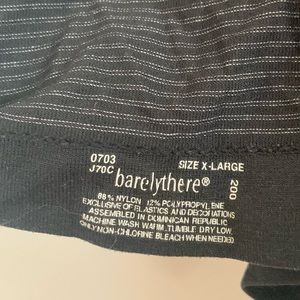 0703 SIZE X-LARGE
J70C barelythere® 200
88% NYLON 12% POLYPROPYLENE
EXCLUSIVE OF ELASTICS AND DECORATIONS
ASSEMBLED IN DOMINICAN REPUBLIC
MACHINE WASH WARM, TUMBLE DRY LOW.
ONLY NON-CHLORINE BLEACH WHEN NEEDED